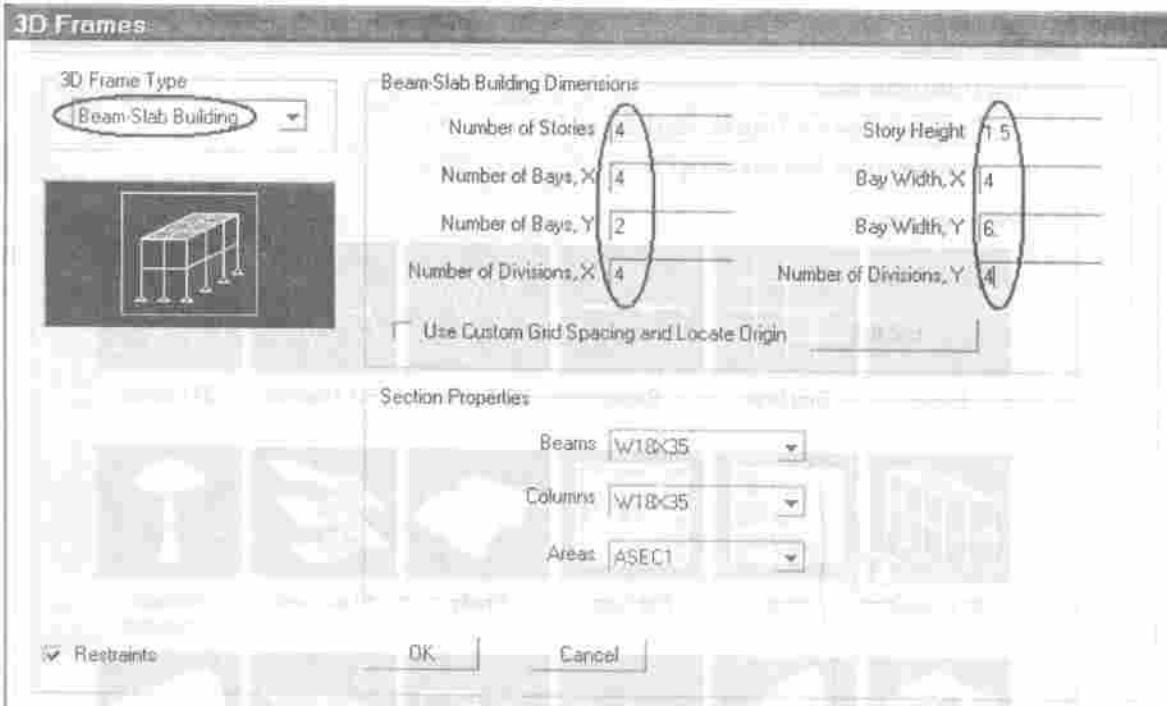 3D Frames
3D Frame Type
Beam-Slab Building
Beam-Slab Building Dimensions
Number of Stories 4
Story Height 1.5
Number of Bays, X 4
Bay Width, X 4
Number of Bays, Y 2
Bay Width, Y 6.
Number of Divisions, X 4
Number of Divisions, Y 4
Use Custom Grid Spacing and Locate Origin
Section Properties
Beams W18X35
Columns W18X35
Areas ASEC1
Restraints
OK
Cancel